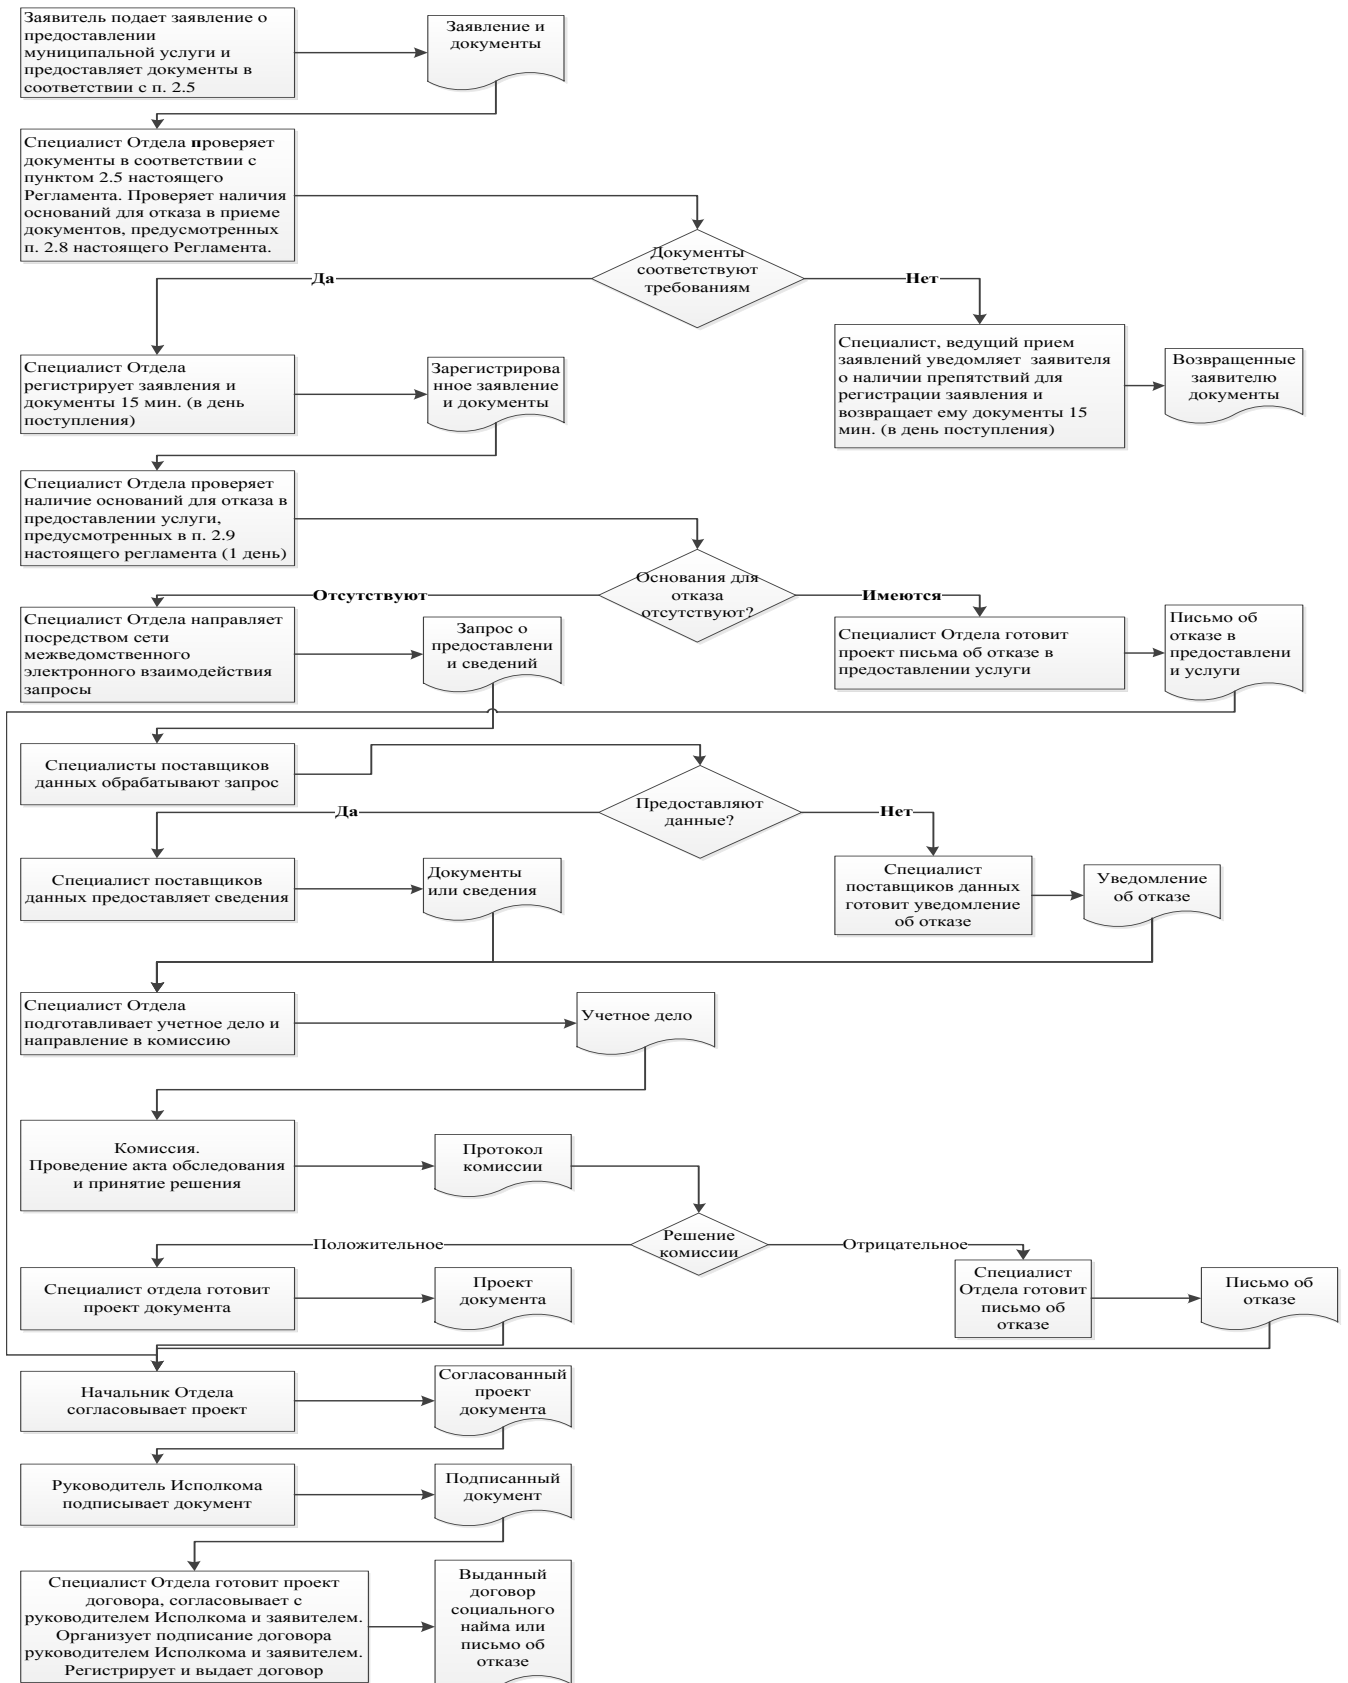 Заявитель подает заявление о
предоставлении
муниципальной услуги и
предоставляет документы в
соответствии с п. 2.5
Заявление и
документы
Специалист Отдела проверяет
документы в соответствии с
пунктом 2.5 настоящего
Регламента. Проверяет наличия
оснований для отказа в приеме
документов, предусмотренных
п. 2.8 настоящего Регламента.
Документы
соответствуют
требованиям
Да
Нет
Специалист Отдела
регистрирует заявления и
документы 15 мин. (в день
поступления)
Зарегистрирова
нное заявление
и документы
Специалист, ведущий прием
заявлений уведомляет заявителя
о наличии препятствий для
регистрации заявления и
возвращает ему документы 15
мин. (в день поступления)
Возвращенные
заявителю
документы
Специалист Отдела проверяет
наличие оснований для отказа в
предоставлении услуги,
предусмотренных в п. 2.9
настоящего регламента (1 день)
Основания для
отказа
отсутствуют?
Отсутствуют
Имеются
Специалист Отдела направляет
посредством сети
межведомственного
электронного взаимодействия
запросы
Запрос о
предоставлени
и сведений
Специалист Отдела готовит
проект письма об отказе в
предоставлении услуги
Письмо об
отказе в
предоставлени
и услуги
Специалисты поставщиков
данных обрабатывают запрос
Предоставляют
данные?
Да
Нет
Специалист поставщиков
данных предоставляет сведения
Документы
или сведения
Специалист
поставщиков данных
готовит уведомление
об отказе
Уведомление
об отказе
Специалист Отдела
подготавливает учетное дело и
направление в комиссию
Учетное дело
Комиссия.
Проведение акта обследования
и принятие решения
Протокол
комиссии
Решение
комиссии
Положительное
Отрицательное
Специалист отдела готовит
проект документа
Проект
документа
Специалист
Отдела готовит
письмо об
отказе
Письмо об
отказе
Начальник Отдела
согласовывает проект
Согласованный
проект
документа
Руководитель Исполкома
подписывает документ
Подписанный
документ
Специалист Отдела готовит проект
договора, согласовывает с
руководителем Исполкома и заявителем.
Организует подписание договора
руководителем Исполкома и заявителем.
Регистрирует и выдает договор
Выданный
договор
социального
найма или
письмо об
отказе